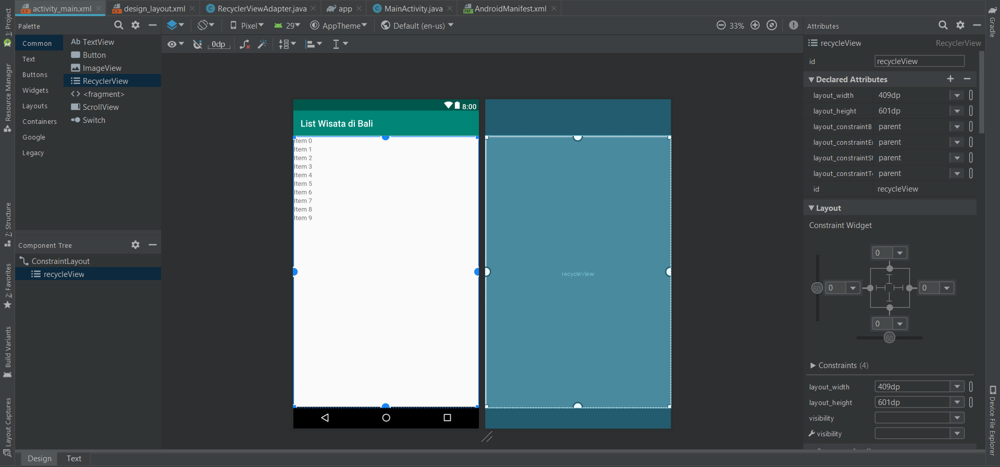 activity_main.xml design_layout.xml RecyclerViewAdapter.java app MainActivity.java AndroidManifest.xml
1: Project
Resource Manager
7: Structure
2: Favorites
Build Variants
Layout Captures
Palette
Common
Text
Buttons
Widgets
Layouts
Containers
Google
Legacy
Ab TextView
Button
ImageView
RecyclerView
<fragment>
ScrollView
Switch
Component Tree
ConstraintLayout
recycleView
Pixel 29 AppTheme Default (en-us) 33%
0dp
8:00
List Wisata di Bali
Item 0
Item 1
Item 2
Item 3
Item 4
Item 5
Item 6
Item 7
Item 8
Item 9
recycleView
Design Text
Attributes
recycleView RecyclerView
id recycleView
Declared Attributes
layout_width 409dp
layout_height 601dp
layout_constraintB parent
layout_constraintE parent
layout_constraintSt parent
layout_constraintT parent
id recycleView
Layout
Constraint Widget
0
50 0 0
0
50
Constraints (4)
layout_width 409dp
layout_height 601dp
visibility
visibility
Gradle
Device File Explorer